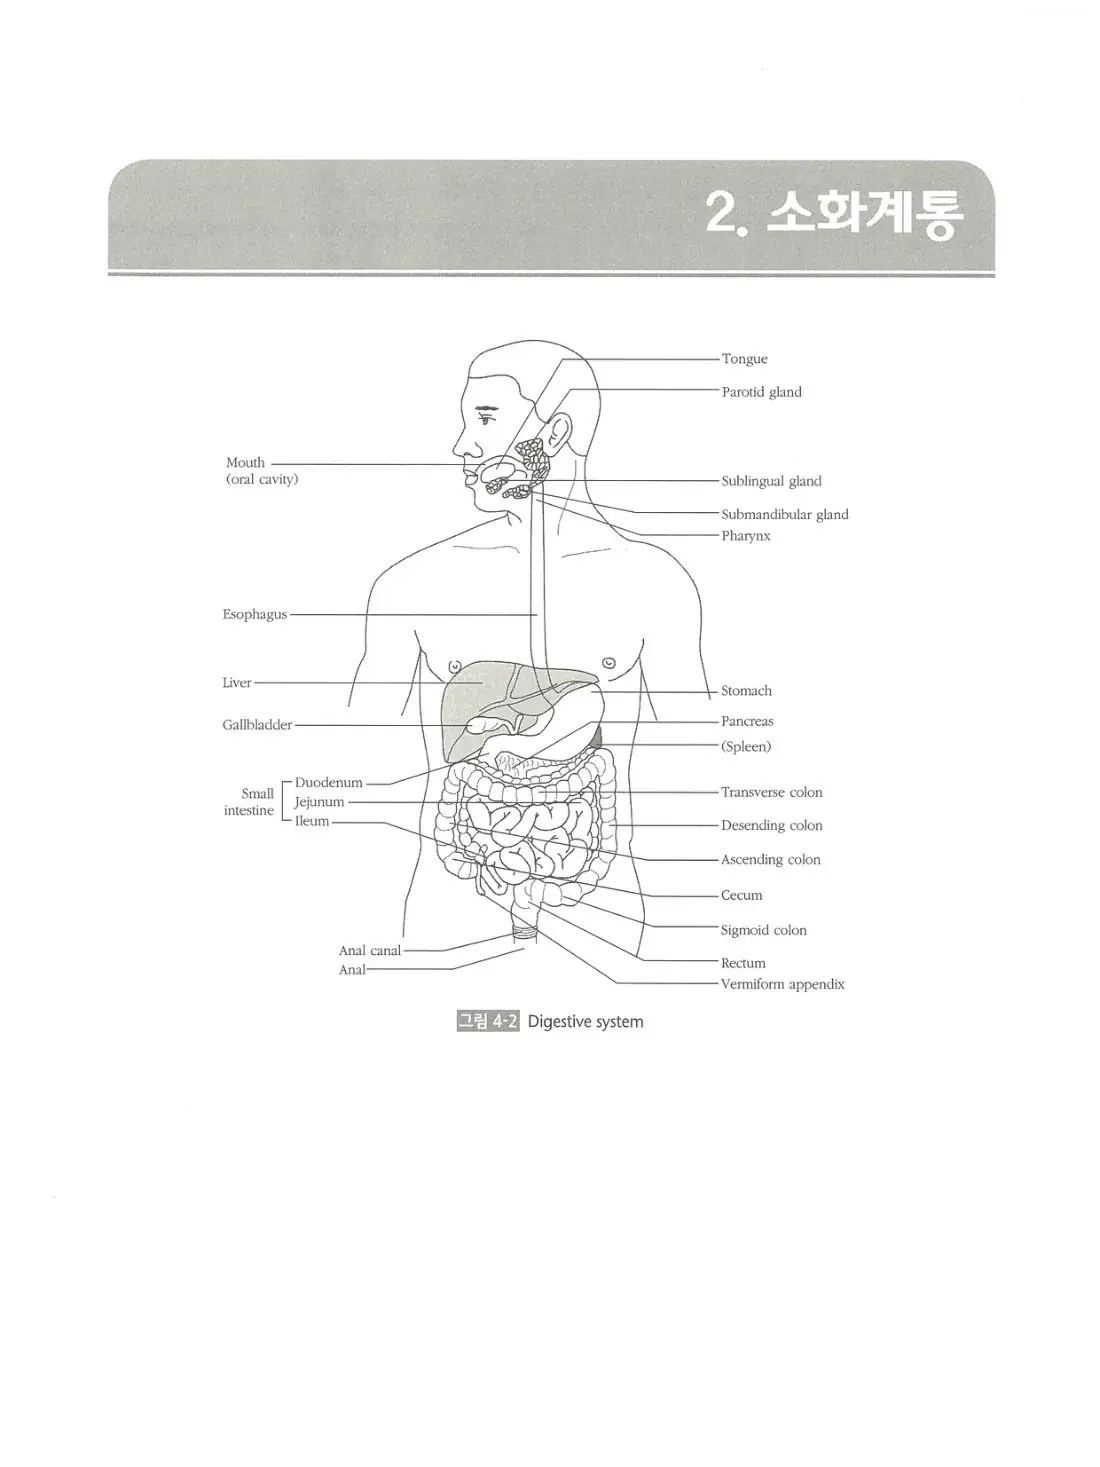 2. 소화계통
Tongue
Parotid gland
Mouth
(oral cavity)
Sublingual gland
Submandibular gland
Pharynx
Esophagus
Liver
Stomach
Gallbladder
Pancreas
(Spleen)
Small
intestine
Duodenum
Jejunum
Ileum
Transverse colon
Desending colon
Ascending colon
Cecum
Sigmoid colon
Anal canal
Anal
Rectum
Vermiform appendix
그림 4-2 Digestive system